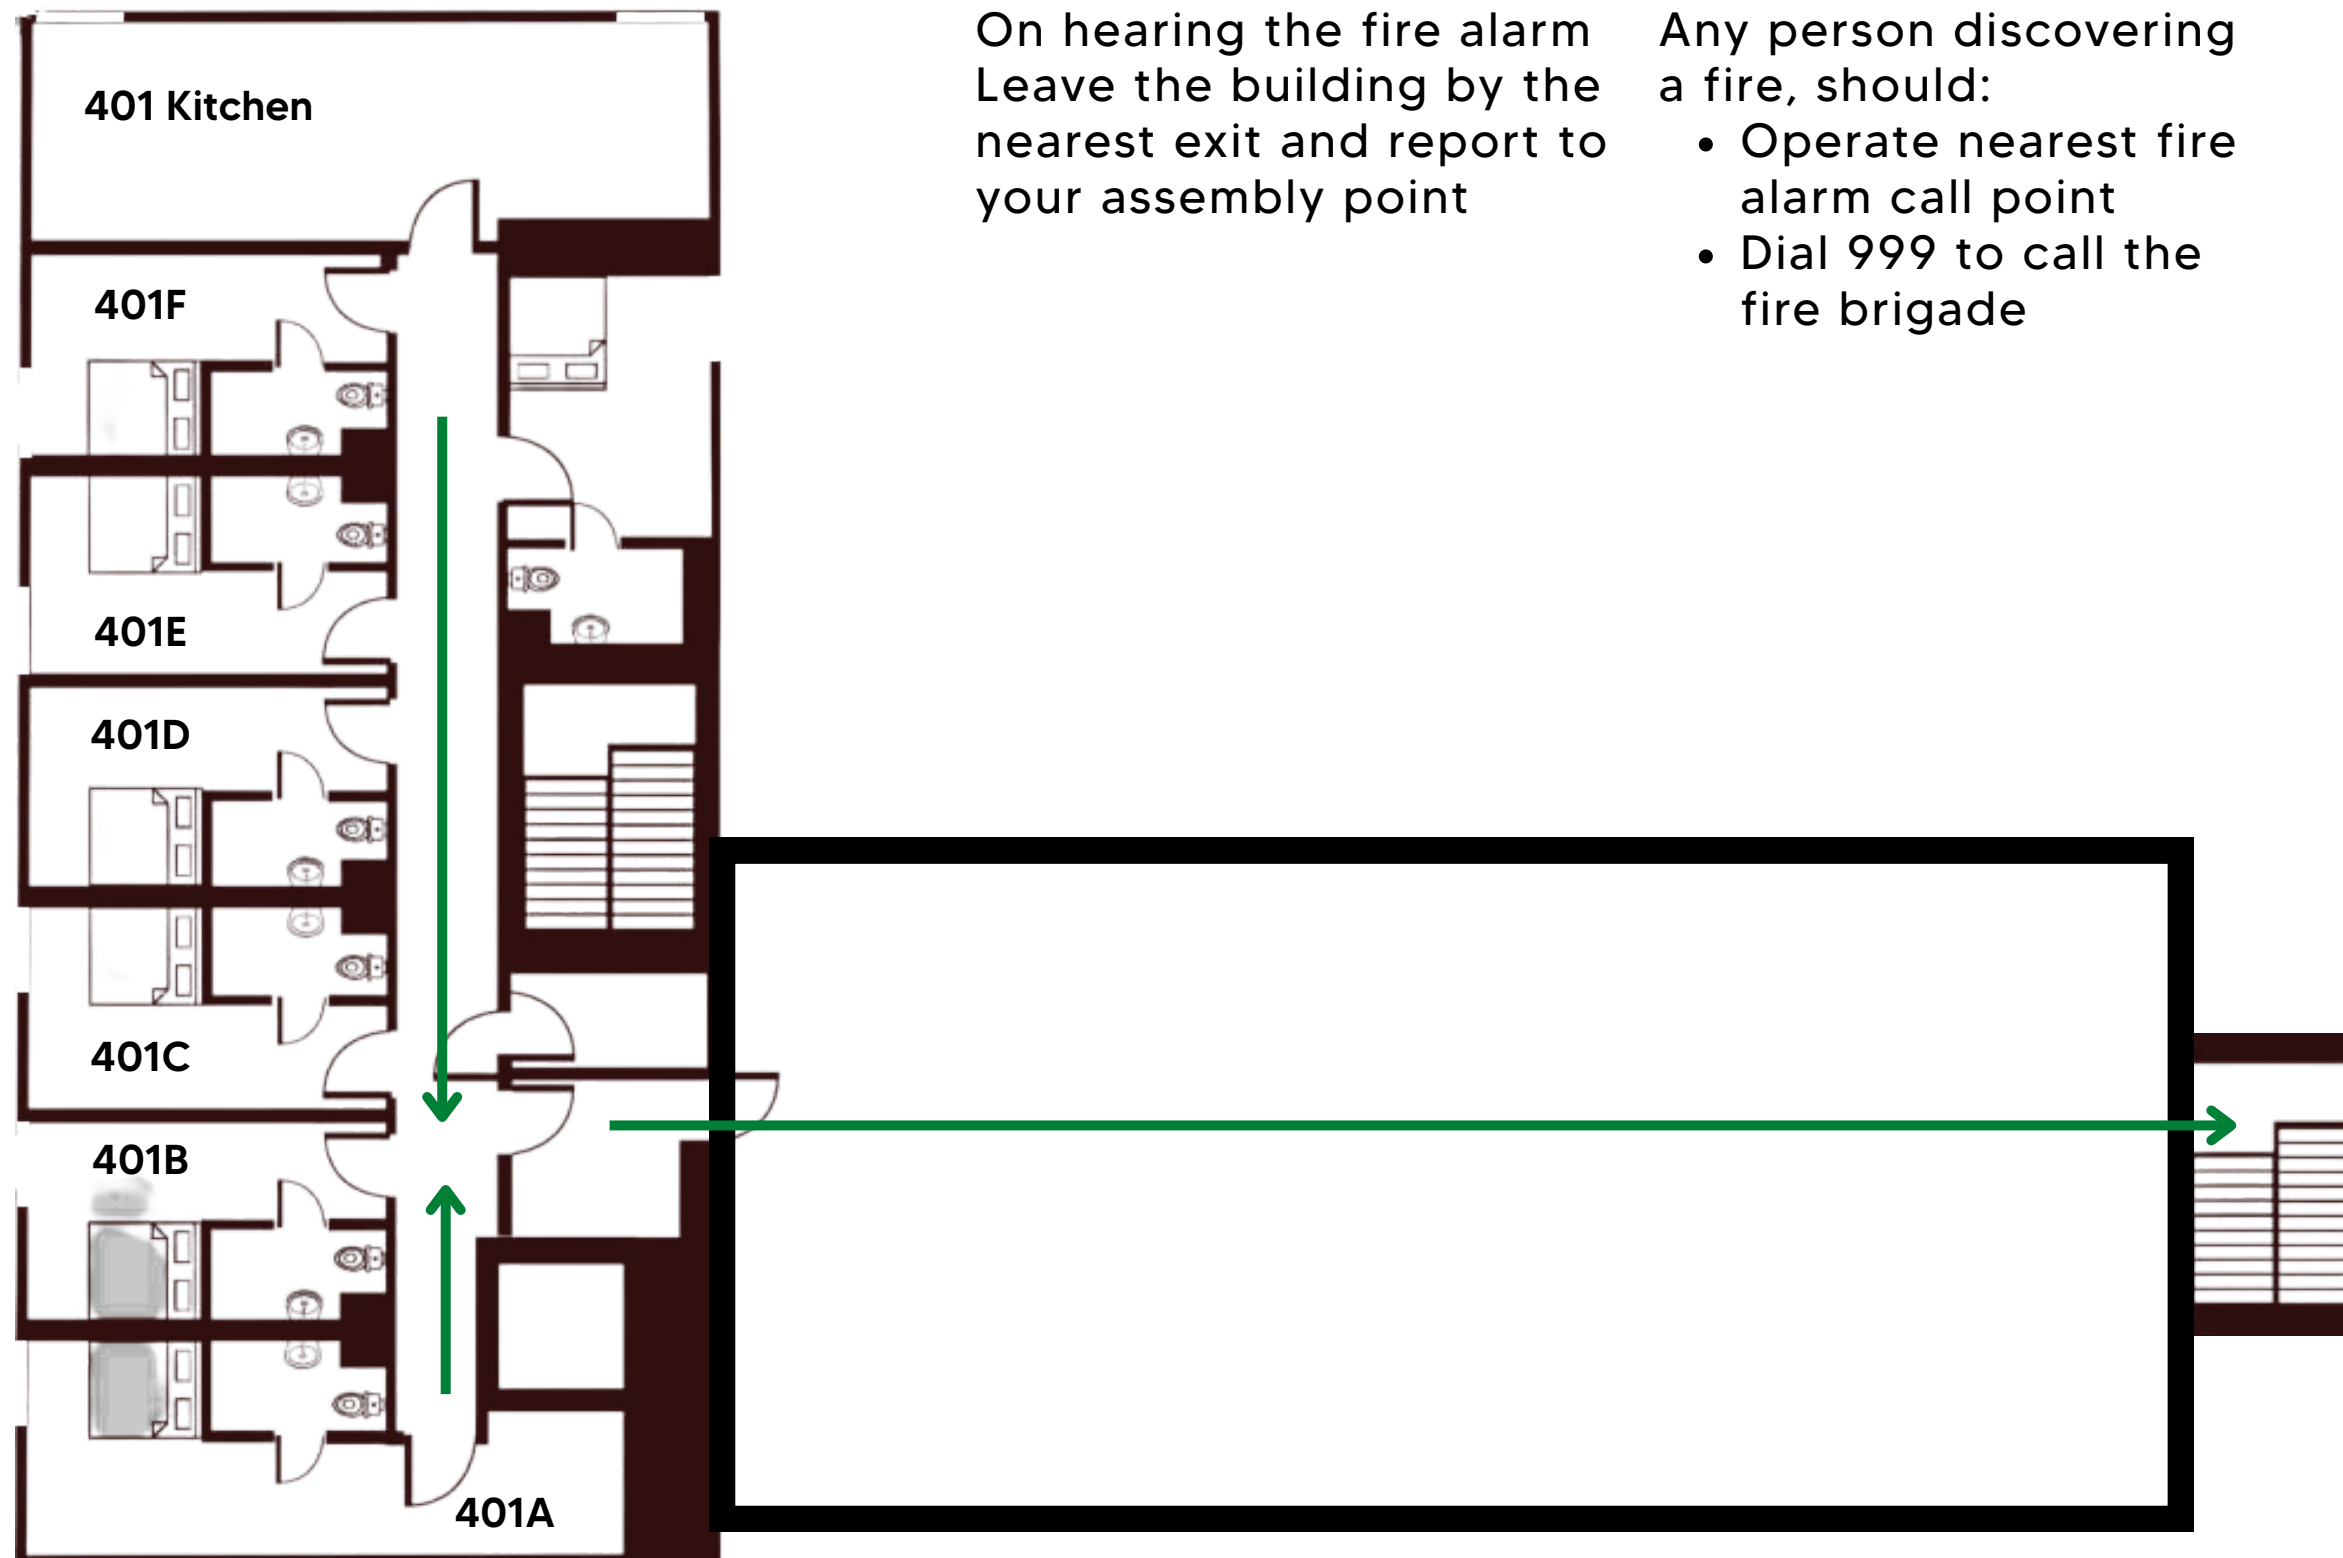 On hearing the fire alarm
Leave the building by the
nearest exit and report to
your assembly point
Any person discovering
a fire, should:
• Operate nearest fire
alarm call point
• Dial 999 to call the
fire brigade
401 Kitchen
401F
401E
401D
401C
401B
401A